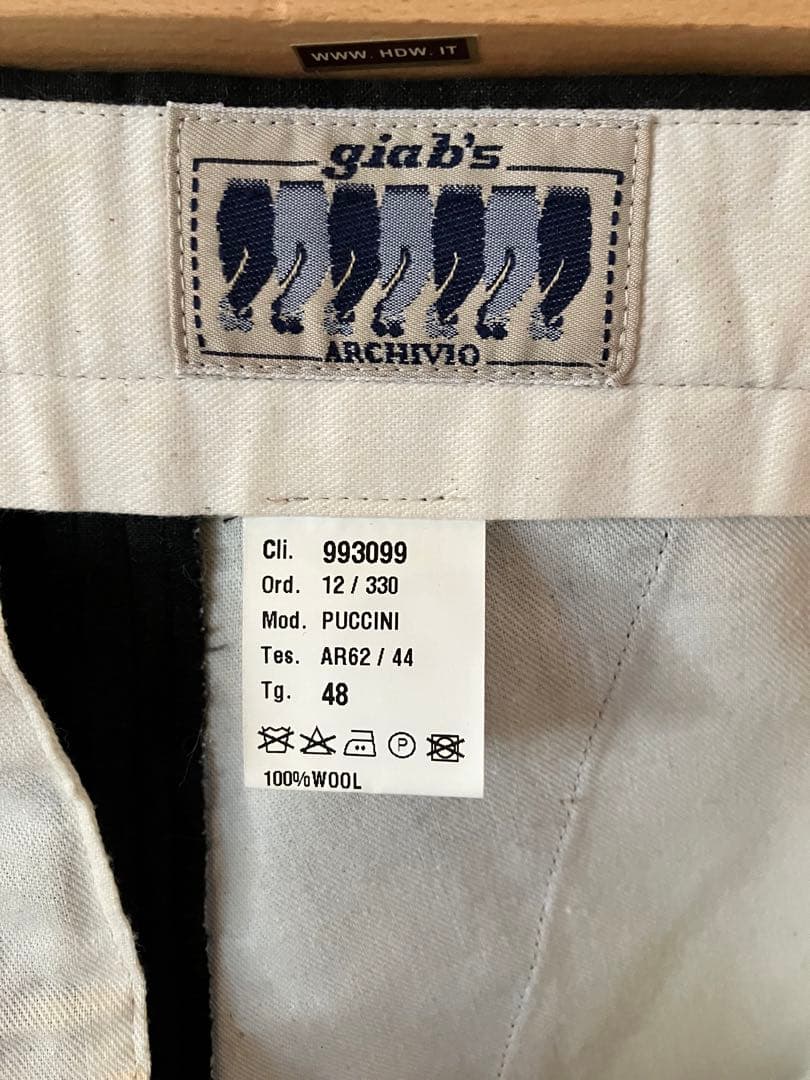 WWW. HDW. IT
giab's
ARCHIVIO
Cli. 993099
Ord. 12 / 330
Mod. PUCCINI
Tes. AR62 / 44
Tg. 48
P
100%WOOL